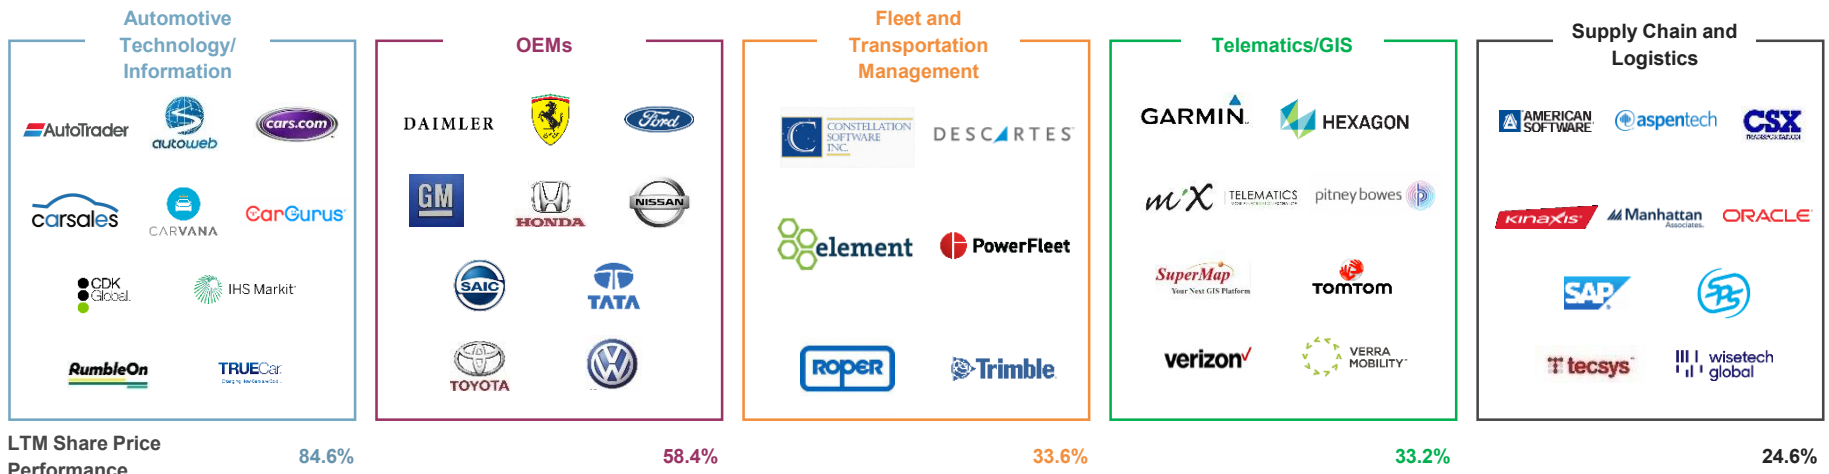 Automotive
Technology/
Information
AutoTrader
autoweb
cars.com
carsales
CARVANA
CarGurus
CDK
Global.
IHS Markit
RumbleOn
TRUECar.
OEMs
DAIMLER
Ford
GM
HONDA
NISSAN
SAIC
TATA
TOYOTA
VW
Fleet and
Transportation
Management
C CONSTELLATION
SOFTWARE
INC.
DESCARTES
element
PowerFleet
ROPER
Trimble
Telematics/GIS
GARMIN
HEXAGON
mix TELEMATICS
pitney bowes
SuperMap
Your Next GIS Platform
TOMTOM
verizon
VERRA
MOBILITY
Supply Chain and
Logistics
AMERICAN
SOFTWARE
aspentech
CSX
KINAXIS
Manhattan
Associates.
ORACLE
SAP
SPS
tecsys
wisetech
global
LTM Share Price
Performance
84.6%
58.4%
33.6%
33.2%
24.6%